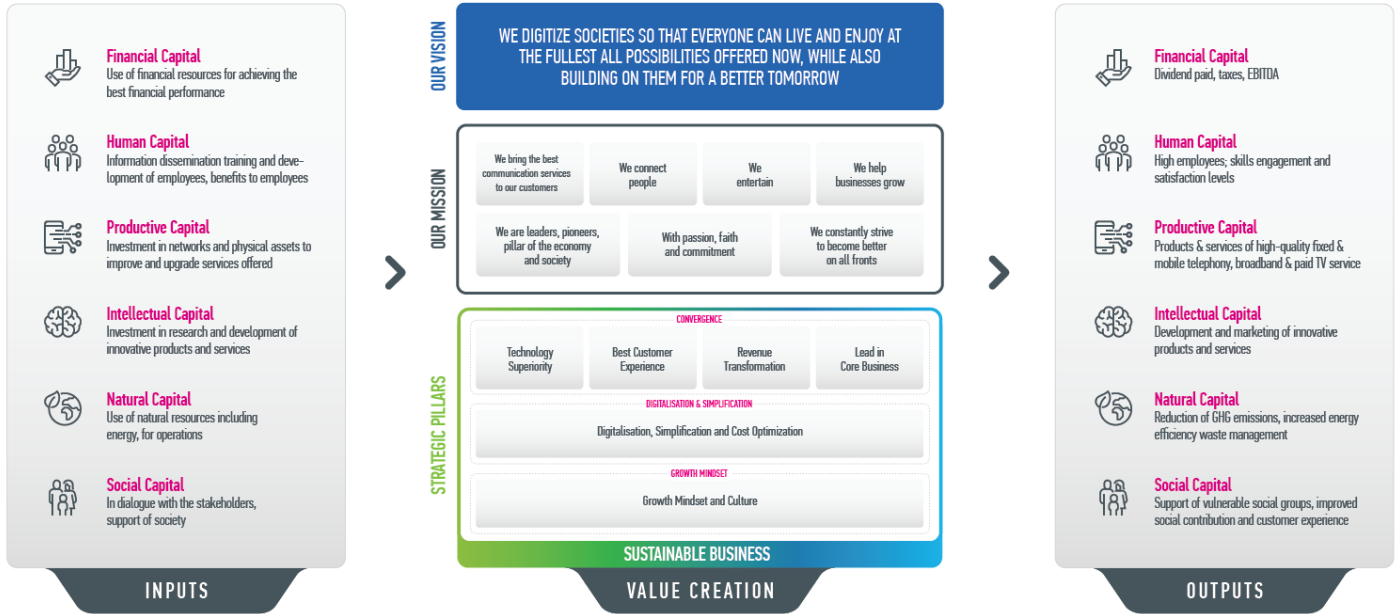 Financial Capital
Use of financial resources for achieving the
best financial performance
Human Capital
Information dissemination training and deve-
lopment of employees, benefits to employees
Productive Capital
Investment in networks and physical assets to
improve and upgrade services offered
Intellectual Capital
Investment in research and development of
innovative products and services
Natural Capital
Use of natural resources including
energy, for operations
Social Capital
In dialogue with the stakeholders,
support of society
INPUTS
OUR VISION
WE DIGITIZE SOCIETIES SO THAT EVERYONE CAN LIVE AND ENJOY AT
THE FULLEST ALL POSSIBILITIES OFFERED NOW, WHILE ALSO
BUILDING ON THEM FOR A BETTER TOMORROW
OUR MISSION
We bring the best
communication services
to our customers
We connect
people
We
entertain
We help
businesses grow
We are leaders, pioneers,
pillar of the economy
and society
With passion, faith
and commitment
We constantly strive
to become better
on all fronts
STRATEGIC PILLARS
CONVERGENCE
Technology
Superiority
Best Customer
Experience
Revenue
Transformation
Lead in
Core Business
DIGITALISATION & SIMPLIFICATION
Digitalisation, Simplification and Cost Optimization
GROWTH MINDSET
Growth Mindset and Culture
SUSTAINABLE BUSINESS
VALUE CREATION
Financial Capital
Dividend paid, taxes, EBITDA
Human Capital
High employees; skills engagement and
satisfaction levels
Productive Capital
Products & services of high-quality fixed &
mobile telephony, broadband & paid TV service
Intellectual Capital
Development and marketing of innovative
products and services
Natural Capital
Reduction of GHG emissions, increased energy
efficiency waste management
Social Capital
Support of vulnerable social groups, improved
social contribution and customer experience
OUTPUTS